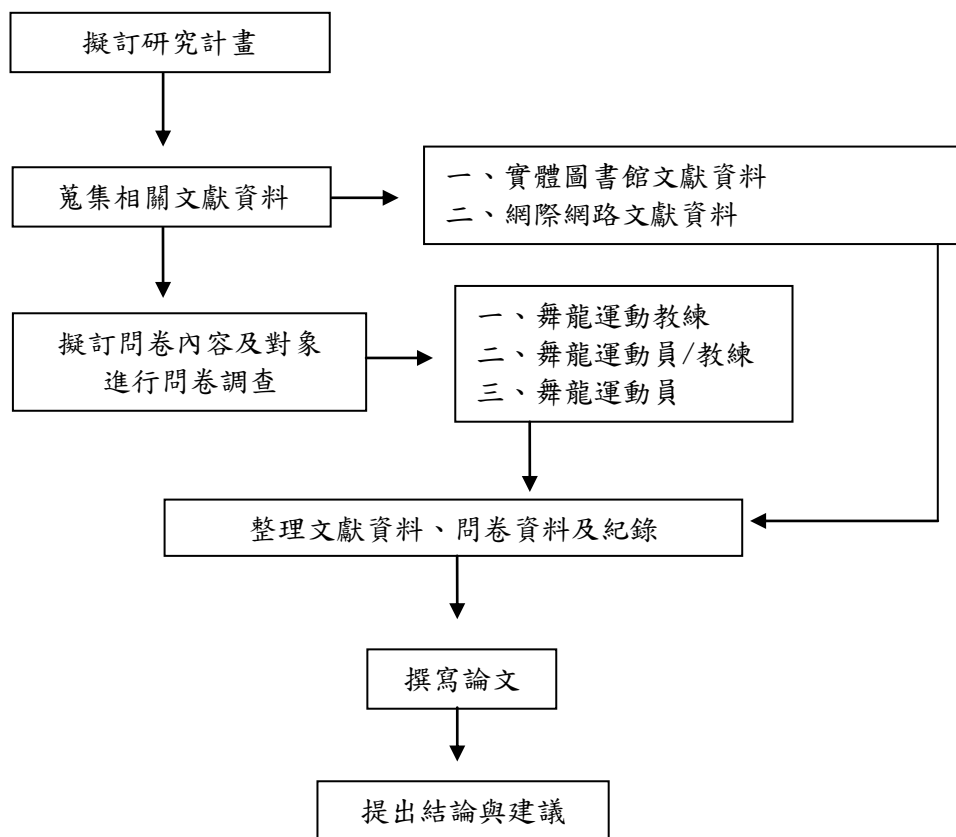 擬訂研究計畫
蒐集相關文獻資料
一、實體圖書館文獻資料
二、網際網路文獻資料
擬訂問卷內容及對象
進行問卷調查
一、舞龍運動教練
二、舞龍運動員/教練
三、舞龍運動員
整理文獻資料、問卷資料及紀錄
撰寫論文
提出結論與建議